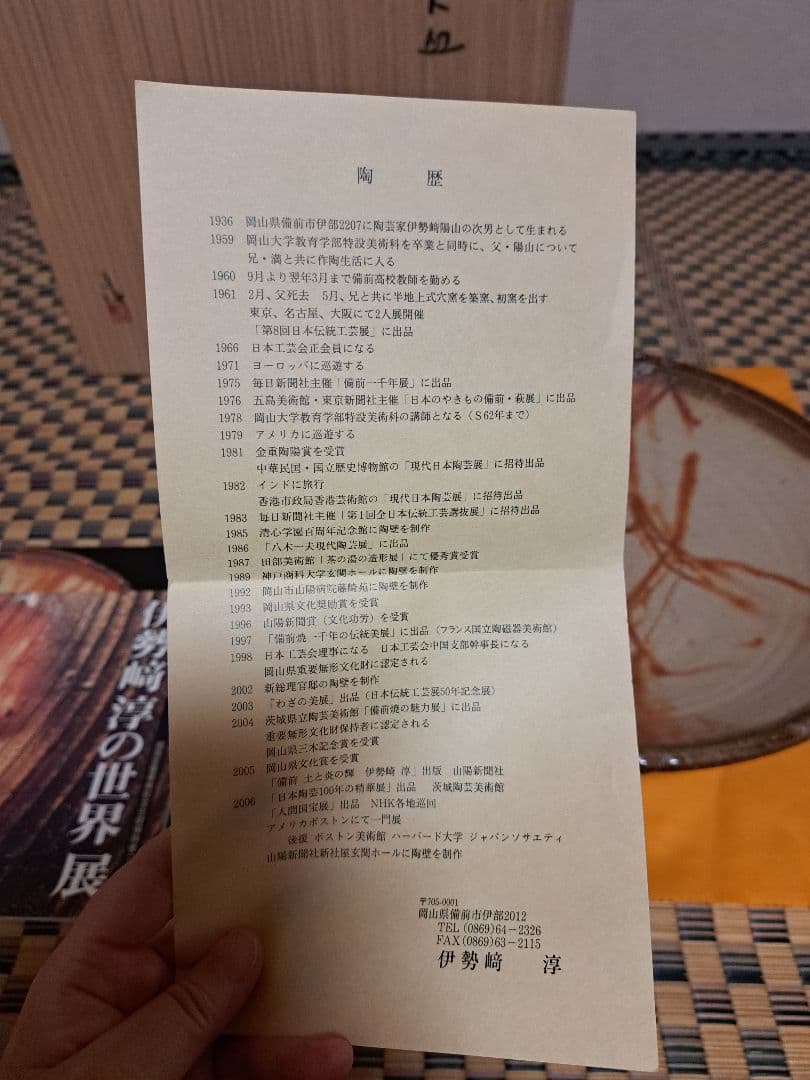 陶 歴
1936 岡山県備前市伊部2207に陶芸家伊勢﨑陽山の次男として生まれる
1959 岡山大学教育学部特設美術科を卒業と同時に、父・陽山について
兄・満と共に作陶生活に入る
1960 9月より翌年3月まで備前高校教師を勤める
1961 2月、父死去 5月、兄と共に半地上式穴窯を築窯、初窯を出す
東京、名古屋、大阪にて2人展開催
「第8回日本伝統工芸展」に出品
1966 日本工芸会正会員になる
1971 ヨーロッパに巡遊する
1975 毎日新聞社主催「備前一千年展」に出品
1976 五島美術館・東京新聞社主催「日本のやきもの備前・萩展」に出品
1978 岡山大学教育学部特設美術科の講師となる(S62年まで)
1979 アメリカに巡遊する
1981 金重陶陽賞を受賞
中華民国・国立歴史博物館の「現代日本陶芸展」に招待出品
1982 インドに旅行
香港市政局香港芸術館の「現代日本陶芸展」に招待出品
1983 毎日新聞社主催「第1回全日本伝統工芸選抜展」に招待出品
1985 清心学園百周年記念館に陶壁を制作
1986 「八木一夫現代陶芸展」に出品
1987 田部美術館「茶の湯の造形展」にて優秀賞受賞
1989 神戸商科大学玄関ホールに陶壁を制作
1992 岡山市山陽病院藤崎苑に陶壁を制作
1993 岡山県文化奨励賞を受賞
1996 山陽新聞賞(文化功労)を受賞
1997 「備前焼一千年の伝統美展」に出品(フランス国立陶磁器美術館)
1998 日本工芸会理事になる 日本工芸会中国支部幹事長になる
岡山県重要無形文化財に認定される
2002 新総理官邸の陶壁を制作
2003 「わざの美展」出品(日本伝統工芸展50年記念展)
2004 茨城県立陶芸美術館「備前焼の魅力展」に出品
重要無形文化財保持者に認定される
岡山県三木記念賞を受賞
2005 岡山県文化賞を受賞
「備前 土と炎の輝 伊勢﨑 淳」出版 山陽新聞社
「日本陶芸100年の精華展」出品 茨城陶芸美術館
2006 「人間国宝展」出品 NHK各地巡回
アメリカボストンにて一門展
後援 ボストン美術館 ハーバード大学 ジャパンソサエティ
山陽新聞社新社屋玄関ホールに陶壁を制作
〒705-0001
岡山県備前市伊部2012
TEL(0869)64-2326
FAX(0869)63-2115
伊勢﨑 淳
伊勢﨑 淳の世界 展